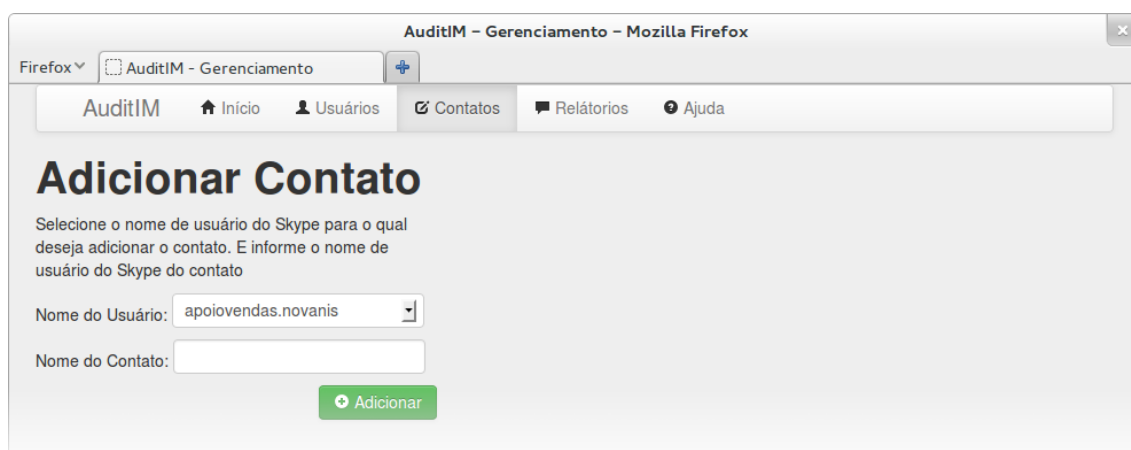 AuditIM – Gerenciamento – Mozilla Firefox
Firefox AuditIM - Gerenciamento
AuditIM Início Usuários Contatos Relátorios Ajuda
Adicionar Contato
Selecione o nome de usuário do Skype para o qual
deseja adicionar o contato. E informe o nome de
usuário do Skype do contato
Nome do Usuário: apoiovendas.novanis
Nome do Contato:
Adicionar